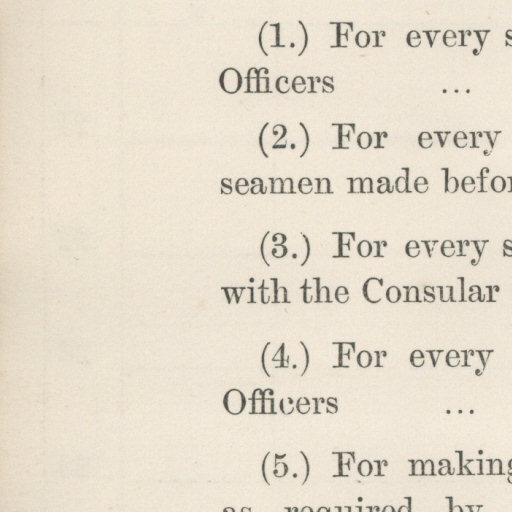 (1.) For every s
Officers ...
(2.) For every
seamen made befor
(3.) For every s
with the Consular
(4.) For every
Officers ...
(5.) For making
as required by